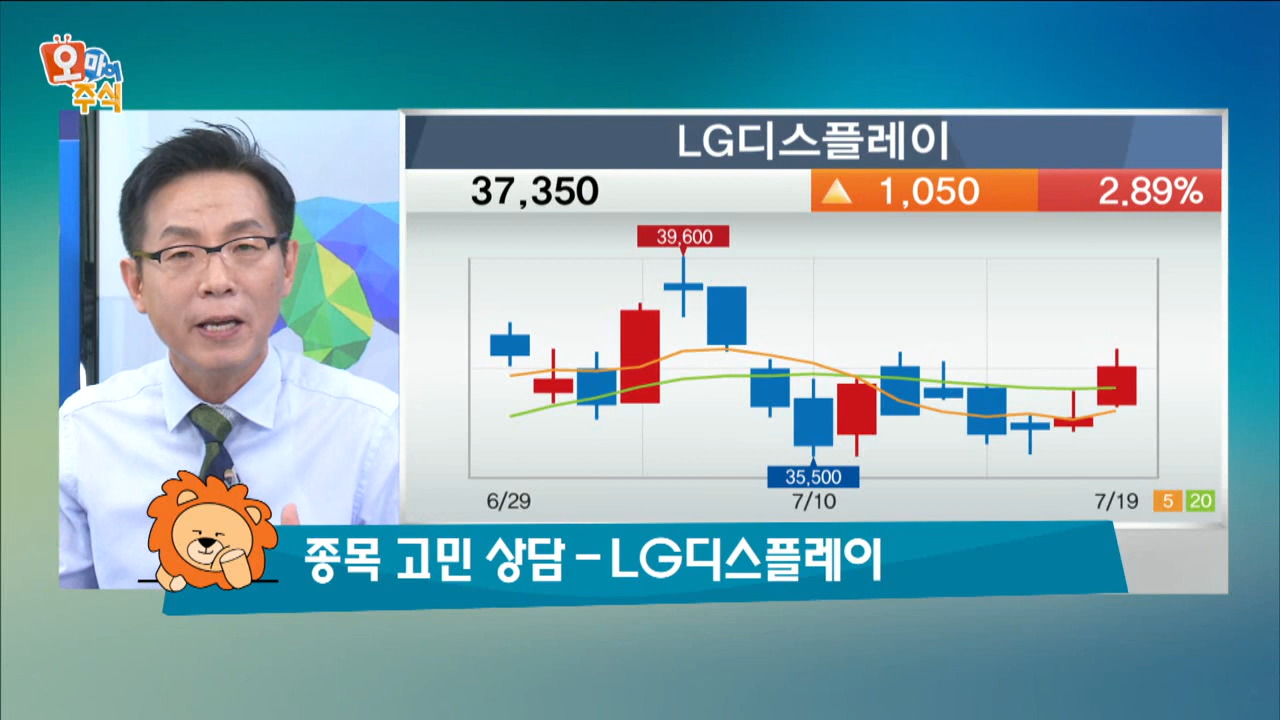 오마이
주식
LG디스플레이
37,350 ▲ 1,050 2.89%
39,600
35,500
6/29 7/10 7/19 5 20
종목 고민 상담-LG디스플레이